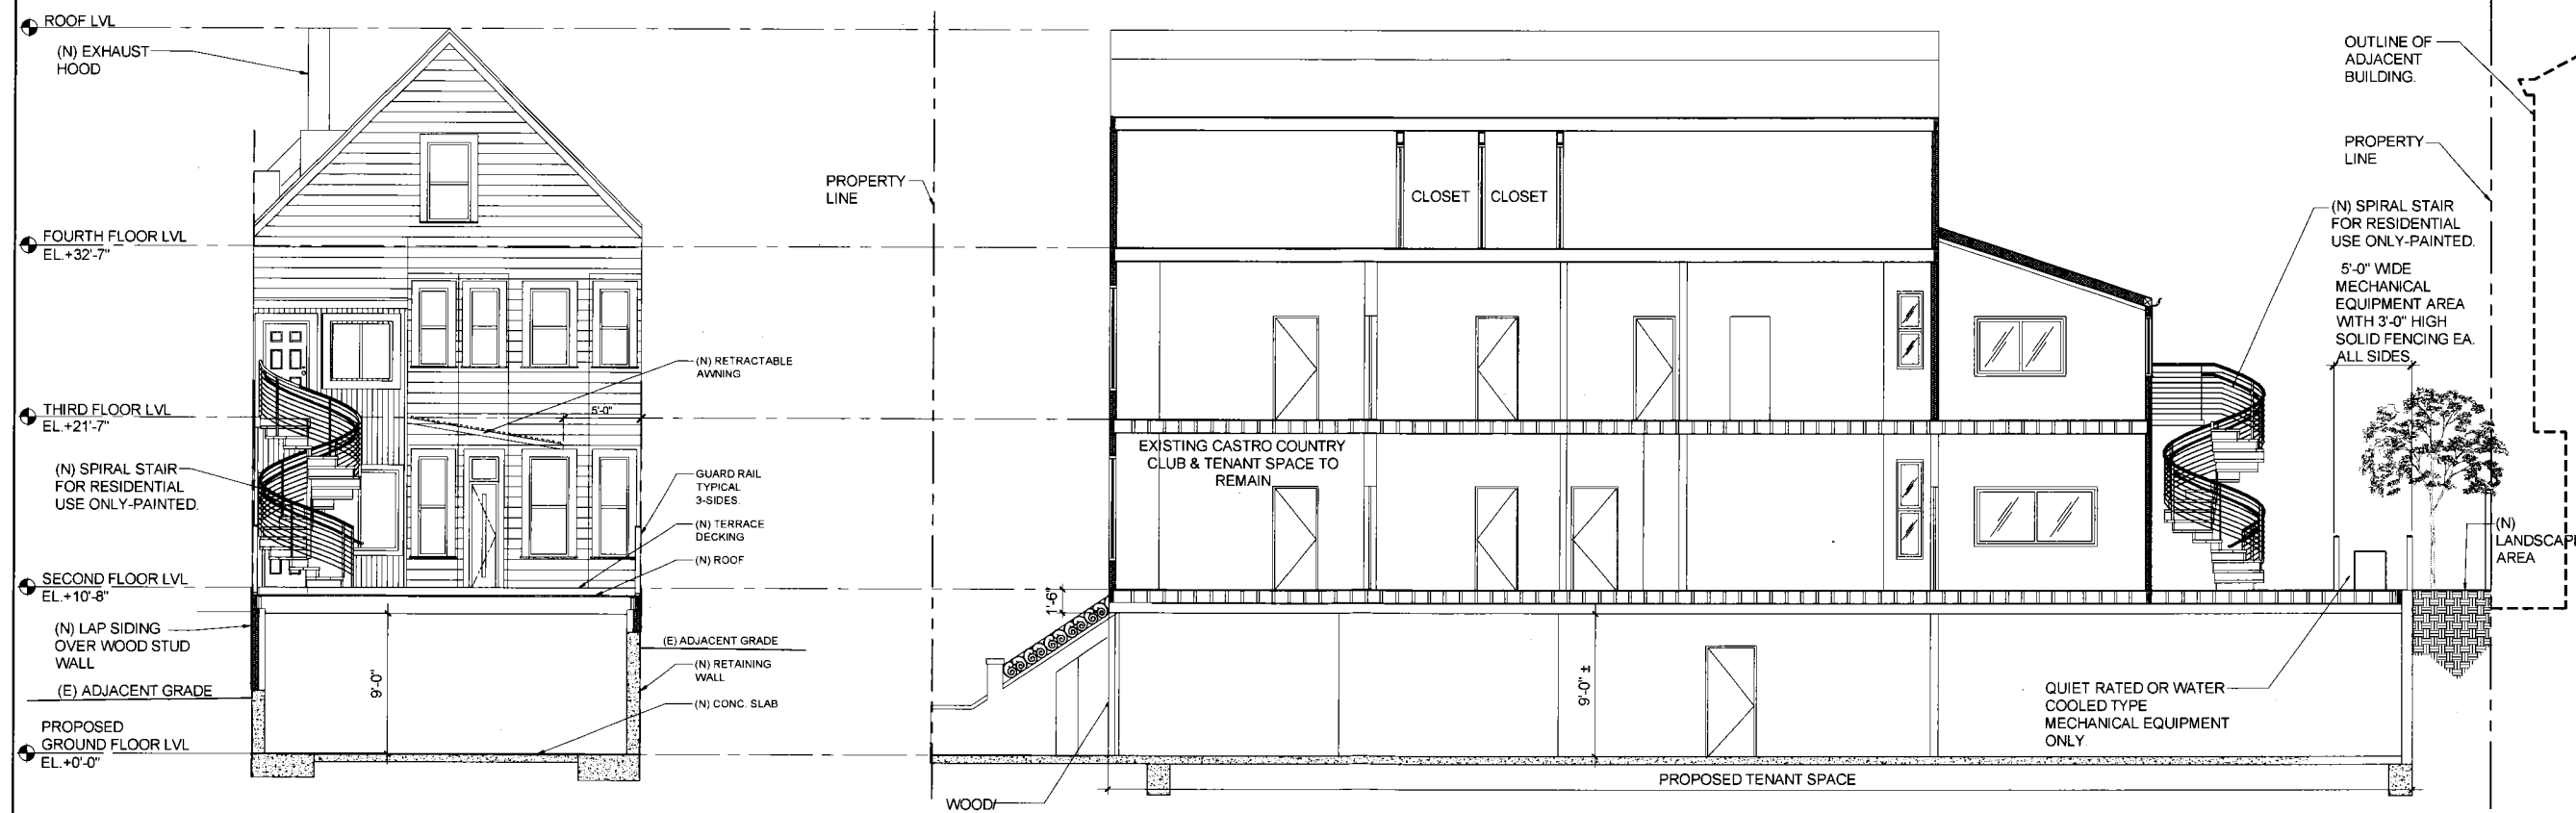 ROOF LVL
(N) EXHAUST
HOOD
FOURTH FLOOR LVL
EL.+32'-7"
THIRD FLOOR LVL
EL.+21'-7"
(N) SPIRAL STAIR
FOR RESIDENTIAL
USE ONLY-PAINTED.
SECOND FLOOR LVL
EL.+10'-8"
(N) LAP SIDING
OVER WOOD STUD
WALL
(E) ADJACENT GRADE
PROPOSED
GROUND FLOOR LVL
EL.+0'-0"
9'-0"
5'-0"
(N) RETRACTABLE
AWNING
GUARD RAIL
TYPICAL
3-SIDES.
(N) TERRACE
DECKING
(N) ROOF
(E) ADJACENT GRADE
(N) RETAINING
WALL
(N) CONC. SLAB
PROPERTY
LINE
CLOSET
CLOSET
EXISTING CASTRO COUNTRY
CLUB & TENANT SPACE TO
REMAIN
1'-6"
9'-0" ±
WOOD/
PROPOSED TENANT SPACE
OUTLINE OF
ADJACENT
BUILDING.
PROPERTY
LINE
(N) SPIRAL STAIR
FOR RESIDENTIAL
USE ONLY-PAINTED.
5'-0" WIDE
MECHANICAL
EQUIPMENT AREA
WITH 3'-0" HIGH
SOLID FENCING EA.
ALL SIDES.
(N)
LANDSCAPE
AREA
QUIET RATED OR WATER
COOLED TYPE
MECHANICAL EQUIPMENT
ONLY.